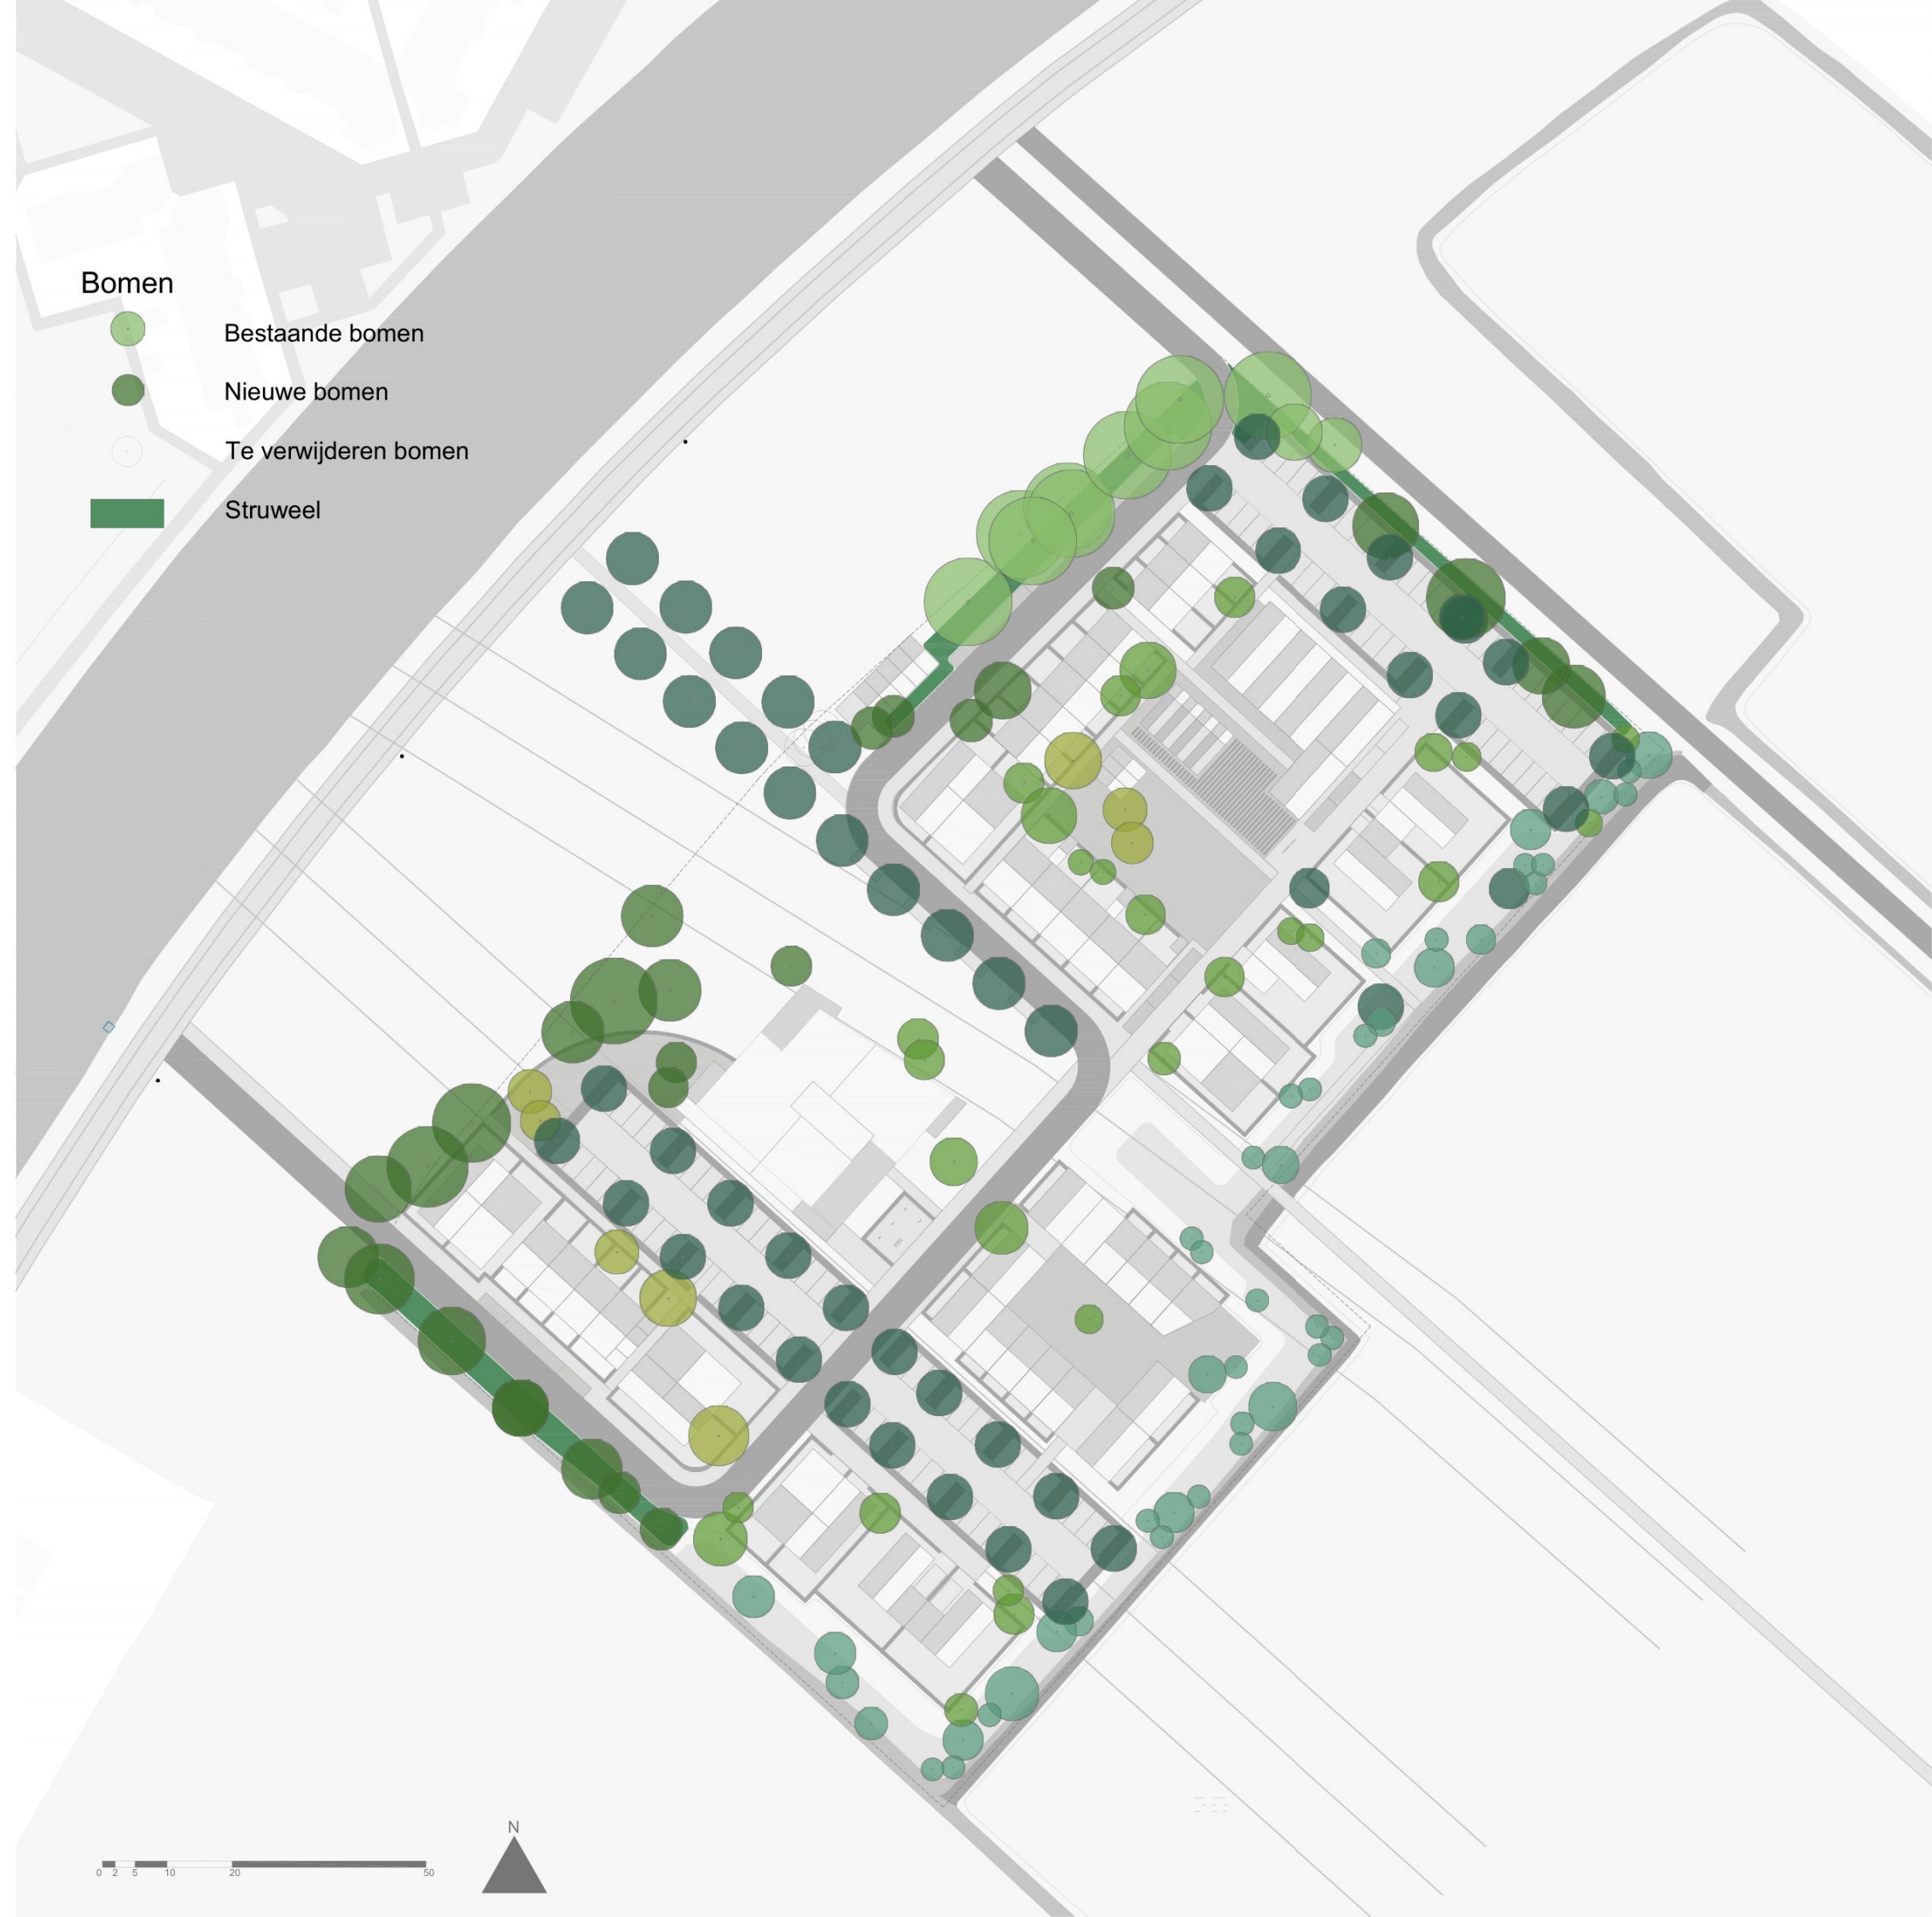 Bomen
Bestaande bomen
Nieuwe bomen
Te verwijderen bomen
Struweel
N
0 2 5 10 20 50